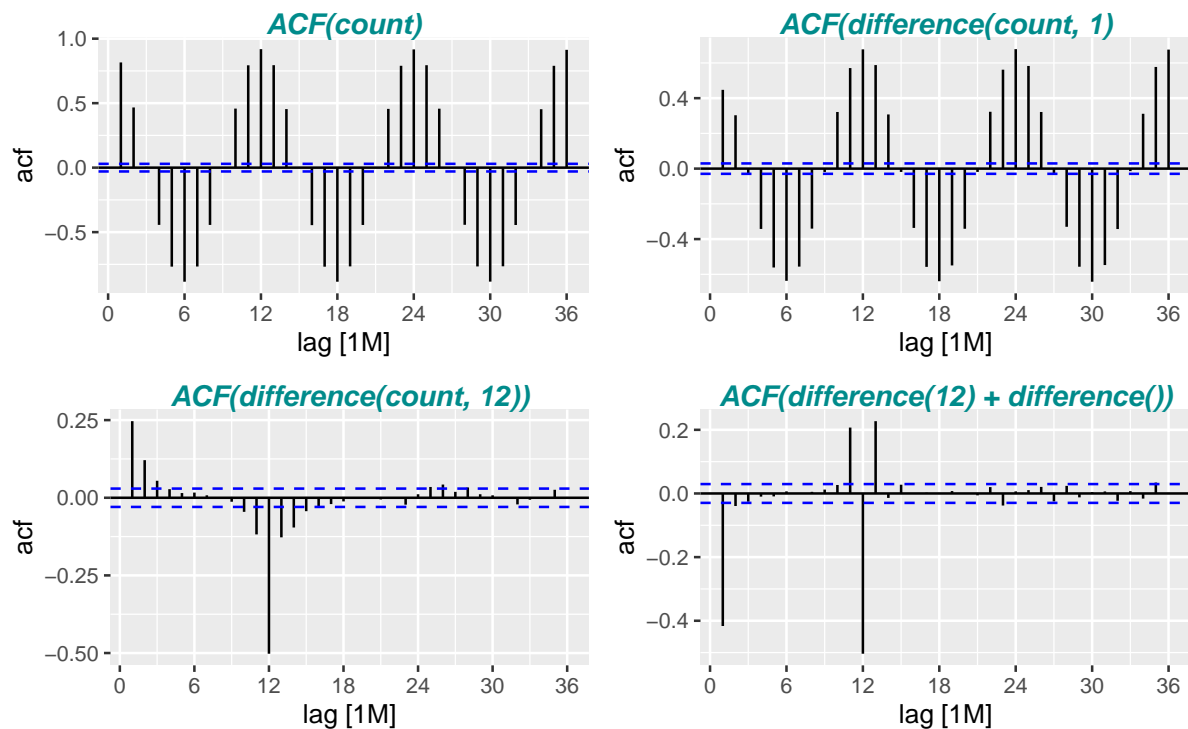 ACF(count)
1.0
0.5
0.0
−0.5
acf
0 6 12 18 24 30 36
lag [1M]
ACF(difference(count, 1)
0.4
0.0
−0.4
acf
0 6 12 18 24 30 36
lag [1M]
ACF(difference(count, 12))
0.25
0.00
−0.25
−0.50
acf
0 6 12 18 24 30 36
lag [1M]
ACF(difference(12) + difference())
0.2
0.0
−0.2
−0.4
acf
0 6 12 18 24 30 36
lag [1M]